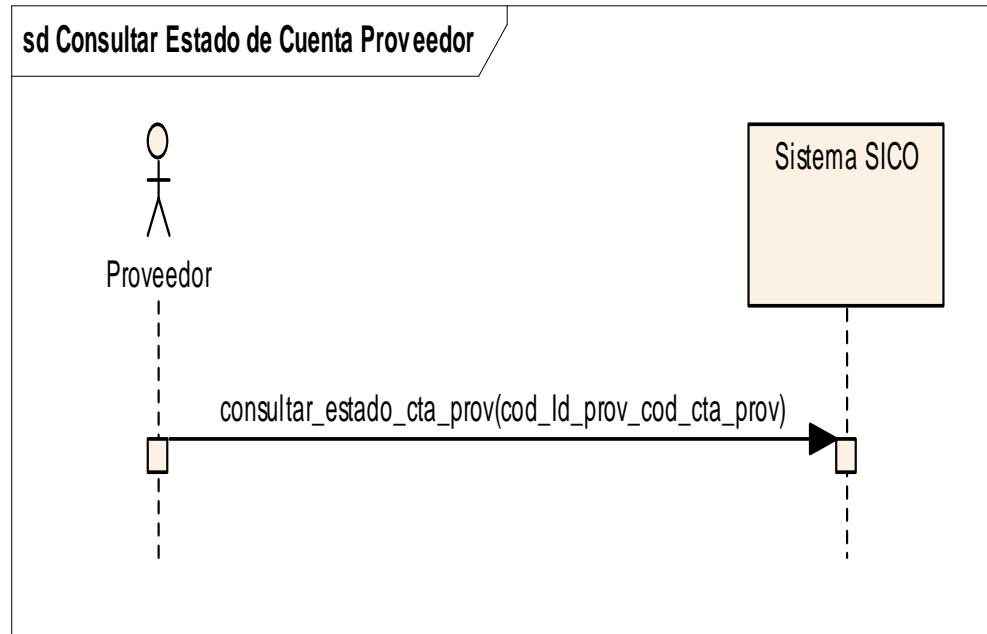 sd Consultar Estado de Cuenta Proveedor
Sistema SICO
Proveedor
consultar_estado_cta_prov(cod_Id_prov_cod_cta_prov)